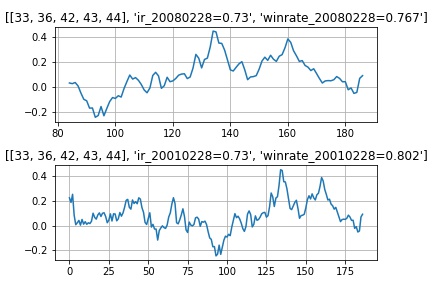 [[33, 36, 42, 43, 44], 'ir_20080228=0.73', 'winrate_20080228=0.767']
0.4
0.2
0.0
−0.2
80 100 120 140 160 180
[[33, 36, 42, 43, 44], 'ir_20010228=0.73', 'winrate_20010228=0.802']
0.4
0.2
0.0
−0.2
0 25 50 75 100 125 150 175